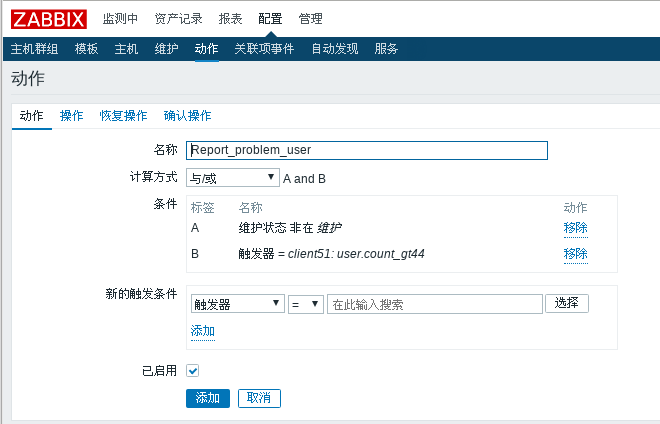 ZABBIX 监测中 资产记录 报表 配置 管理
主机群组 模板 主机 维护 动作 关联项事件 自动发现 服务
动作
动作 操作 恢复操作 确认操作
名称 Report_problem_user
计算方式 与/或 A and B
条件 标签 名称 动作
A 维护状态 非在 维护 移除
B 触发器 = client51: user.count_gt44 移除
新的触发条件 触发器 = 在此输入搜索 选择
添加
已启用
添加 取消